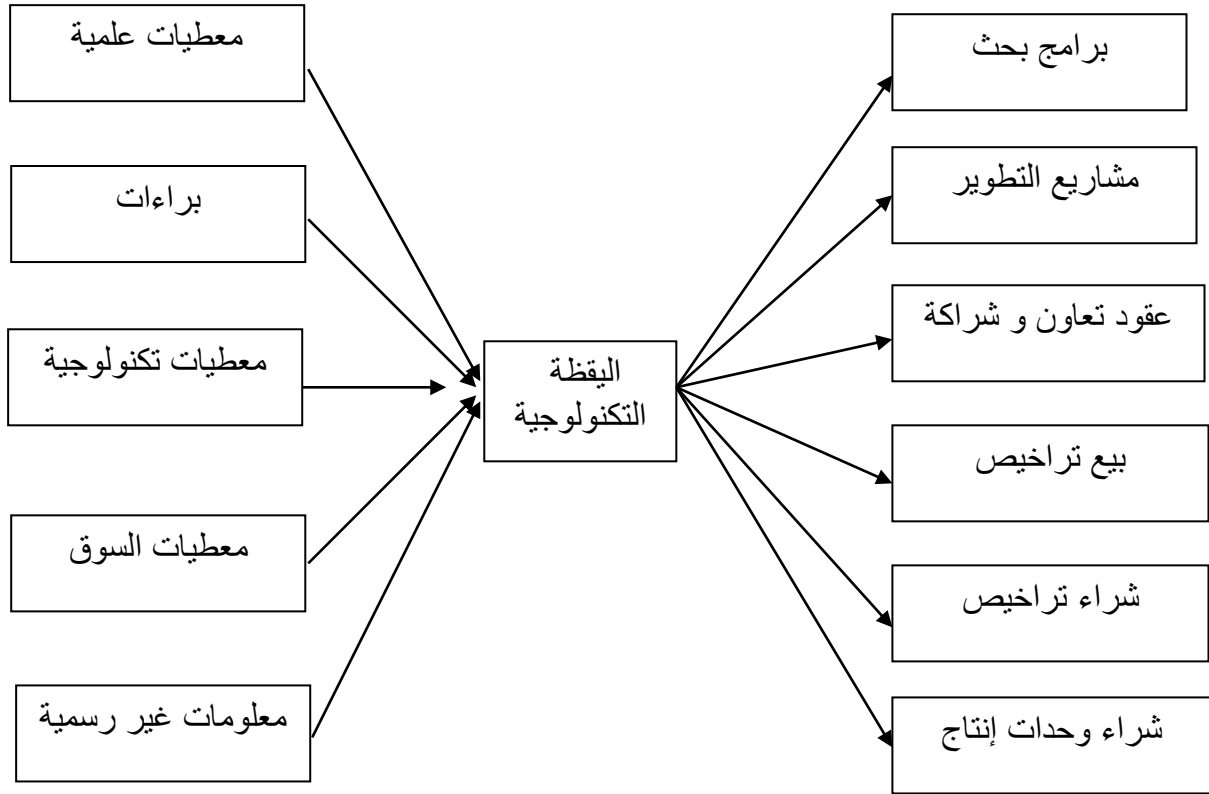 معطيات علمية
براءات
معطيات تكنولوجية
معطيات السوق
معلومات غير رسمية
اليقظة
التكنولوجية
برامج بحث
مشاريع التطوير
عقود تعاون و شراكة
بيع تراخيص
شراء تراخيص
شراء وحدات إنتاج